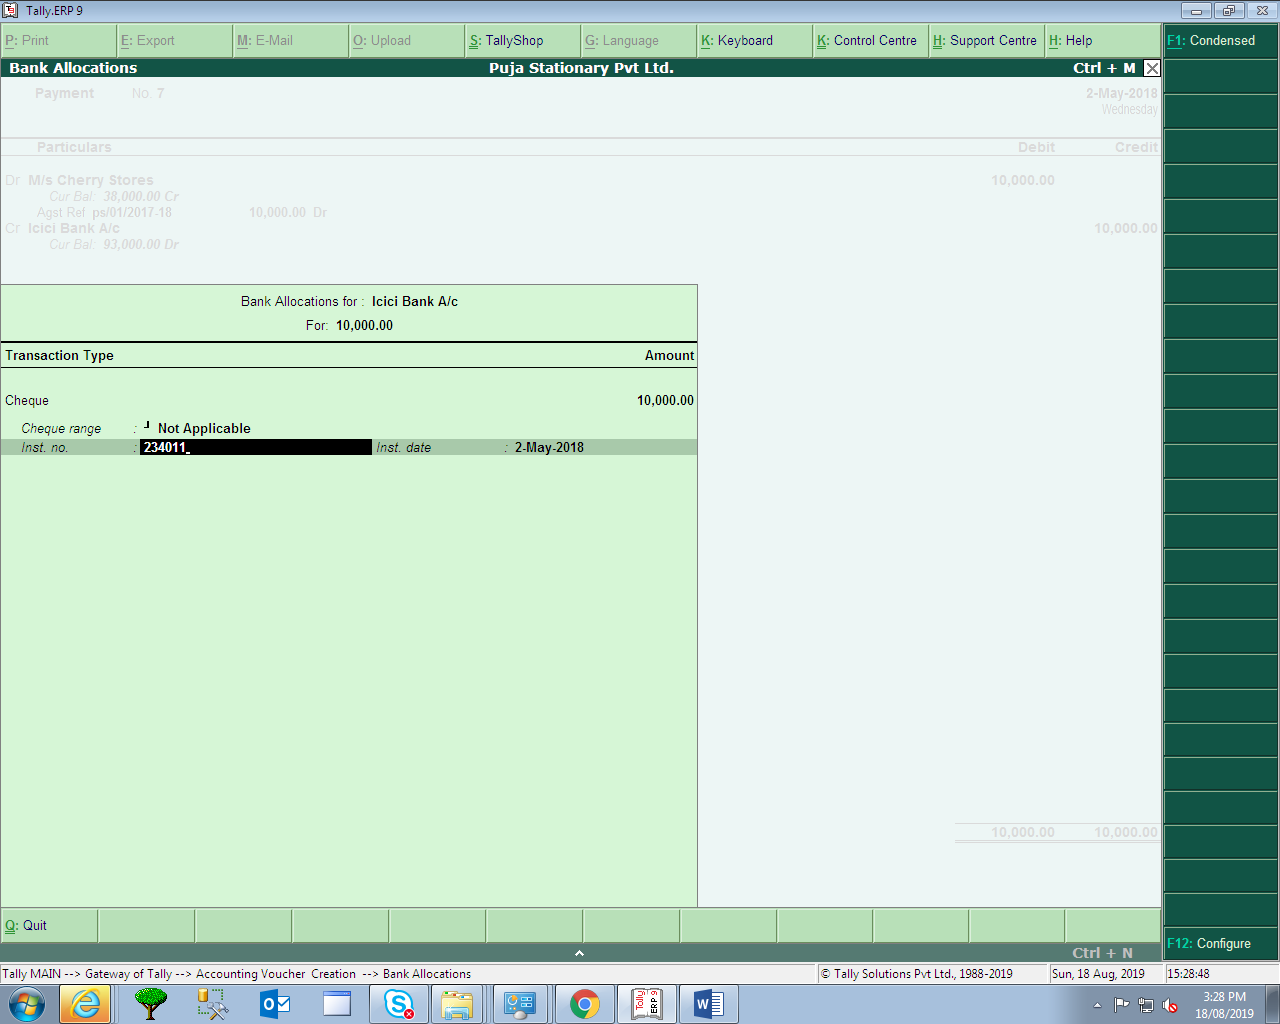 Tally.ERP 9
P: Print E: Export M: E-Mail O: Upload S: TallyShop G: Language K: Keyboard K: Control Centre H: Support Centre H: Help F1: Condensed
Bank Allocations Puja Stationary Pvt Ltd. Ctrl + M
Payment No. 7 2-May-2018
Wednesday
Particulars Debit Credit
Dr M/s Cherry Stores 10,000.00
Cur Bal: 38,000.00 Cr
Agst Ref ps/01/2017-18 10,000.00 Dr
Cr Icici Bank A/c 10,000.00
Cur Bal: 93,000.00 Dr
Bank Allocations for : Icici Bank A/c
For: 10,000.00
Transaction Type Amount
Cheque 10,000.00
Cheque range : ┘ Not Applicable
Inst. no. : 234011 Inst. date : 2-May-2018
10,000.00 10,000.00
Q: Quit
Ctrl + N F12: Configure
Tally MAIN --> Gateway of Tally --> Accounting Voucher Creation --> Bank Allocations © Tally Solutions Pvt Ltd., 1988-2019 Sun, 18 Aug, 2019 15:28:48
Tally ERP 9
3:28 PM
18/08/2019